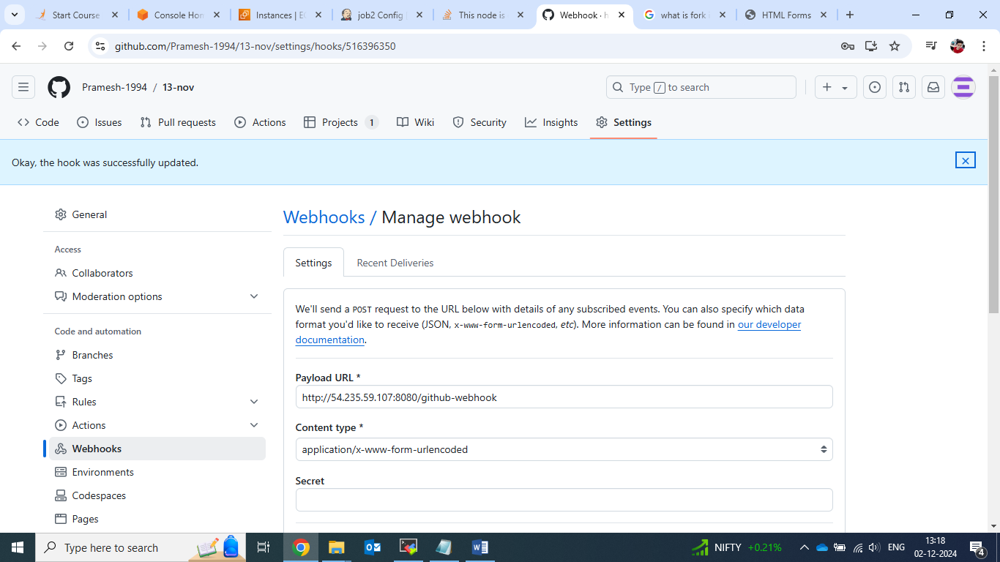 Start Course
Console Hon
Instances | E
job2 Config
This node is
Webhook · h
what is fork
HTML Forms
github.com/Pramesh-1994/13-nov/settings/hooks/516396350
Pramesh-1994 / 13-nov
Type / to search
Code
Issues
Pull requests
Actions
Projects 1
Wiki
Security
Insights
Settings
Okay, the hook was successfully updated.
General
Access
Collaborators
Moderation options
Code and automation
Branches
Tags
Rules
Actions
Webhooks
Environments
Codespaces
Pages
Webhooks / Manage webhook
Settings
Recent Deliveries
We'll send a POST request to the URL below with details of any subscribed events. You can also specify which data
format you'd like to receive (JSON, x-www-form-urlencoded, etc). More information can be found in our developer
documentation.
Payload URL *
http://54.235.59.107:8080/github-webhook
Content type *
application/x-www-form-urlencoded
Secret
Type here to search
NIFTY +0.21%
ENG
13:18
02-12-2024
4